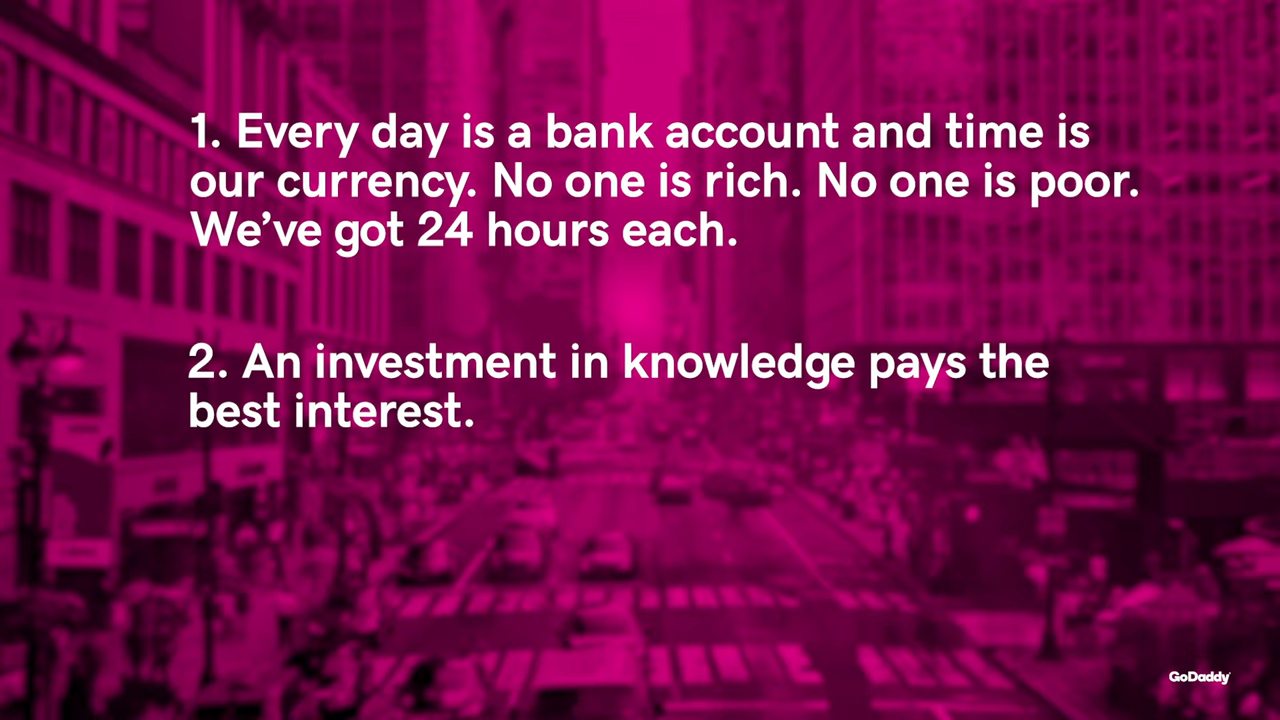 1. Every day is a bank account and time is
our currency. No one is rich. No one is poor.
We’ve got 24 hours each.
2. An investment in knowledge pays the
best interest.
GoDaddy